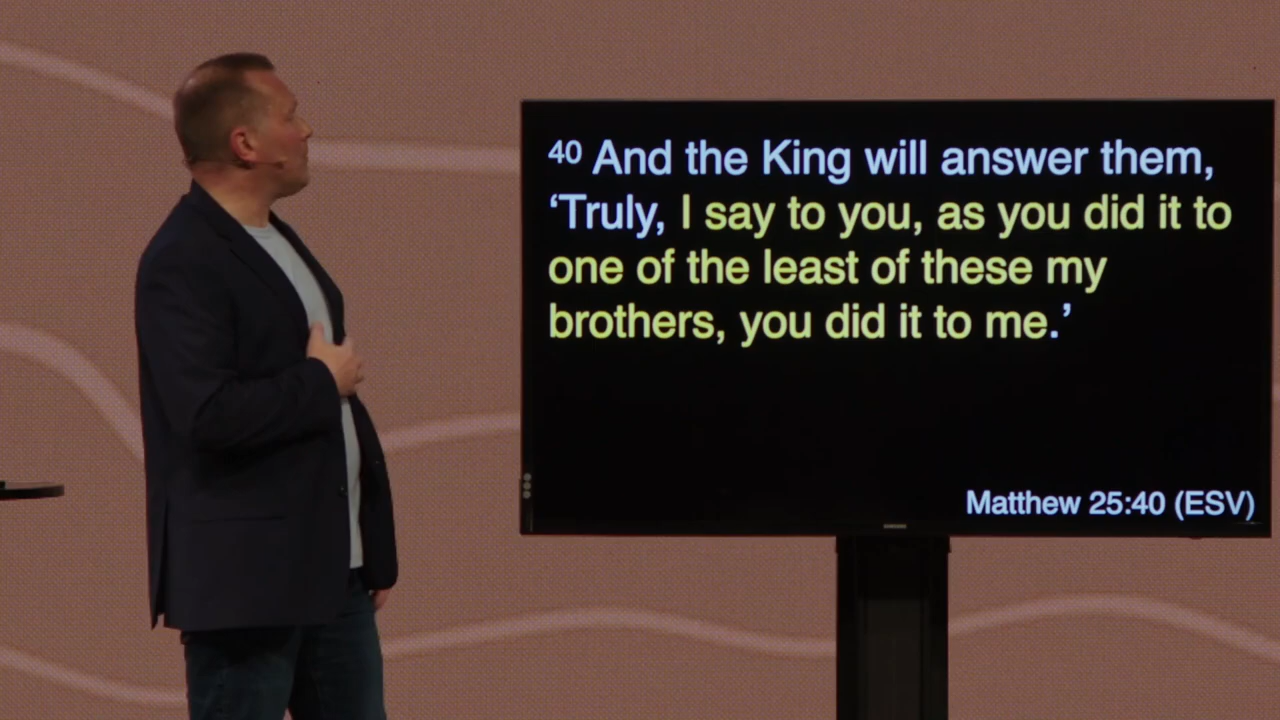 40 And the King will answer them,
‘Truly, I say to you, as you did it to
one of the least of these my
brothers, you did it to me.’
Matthew 25:40 (ESV)
SAMSUNG